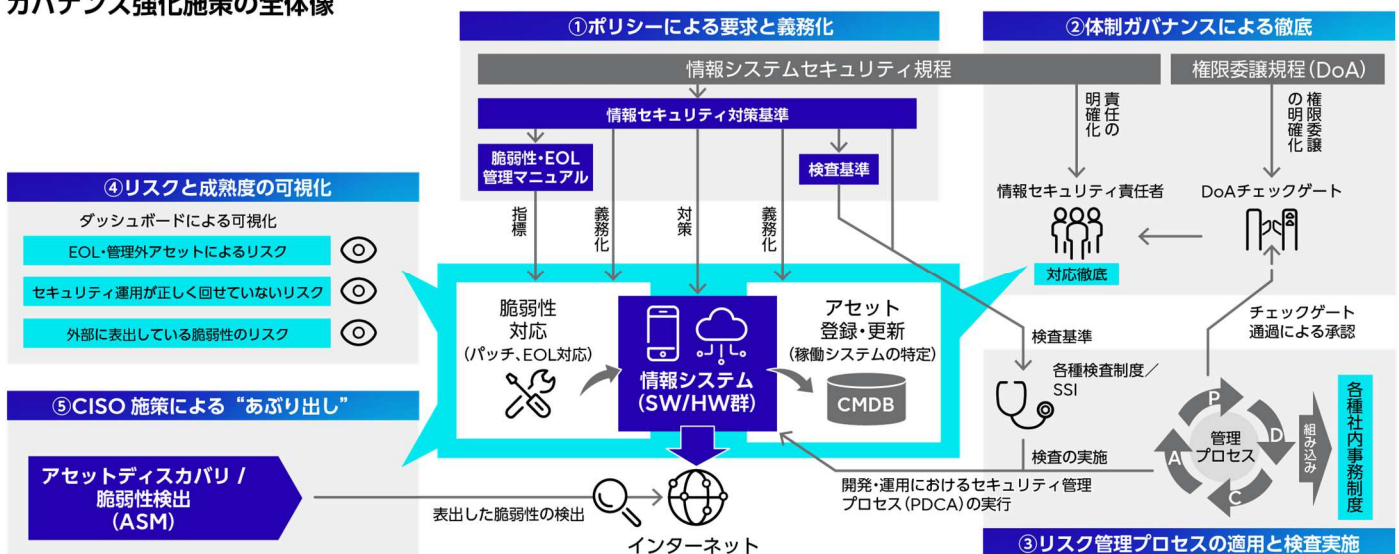 ガバナンス強化施策の全体像
①ポリシーによる要求と義務化
情報システムセキュリティ規程
情報セキュリティ対策基準
脆弱性・EOL
管理マニュアル
検査基準
指標
義務化
対策
義務化
②体制ガバナンスによる徹底
権限委譲規程(DoA)
責任の
明確化
権限委譲
の明確化
情報セキュリティ責任者
DoAチェックゲート
対応徹底
チェックゲート
通過による承認
④リスクと成熟度の可視化
ダッシュボードによる可視化
EOL・管理外アセットによるリスク
セキュリティ運用が正しく回せていないリスク
外部に表出している脆弱性のリスク
脆弱性
対応
(パッチ、EOL対応)
情報システム
(SW/HW群)
アセット
登録・更新
(稼働システムの特定)
CMDB
検査基準
各種検査制度/
SSI
検査の実施
P
D
C
A
管理
プロセス
組み込み
各種社内事務制度
開発・運用におけるセキュリティ管理
プロセス(PDCA)の実行
③リスク管理プロセスの適用と検査実施
⑤CISO 施策による“あぶり出し”
アセットディスカバリ /
脆弱性検出
(ASM)
表出した脆弱性の検出
インターネット